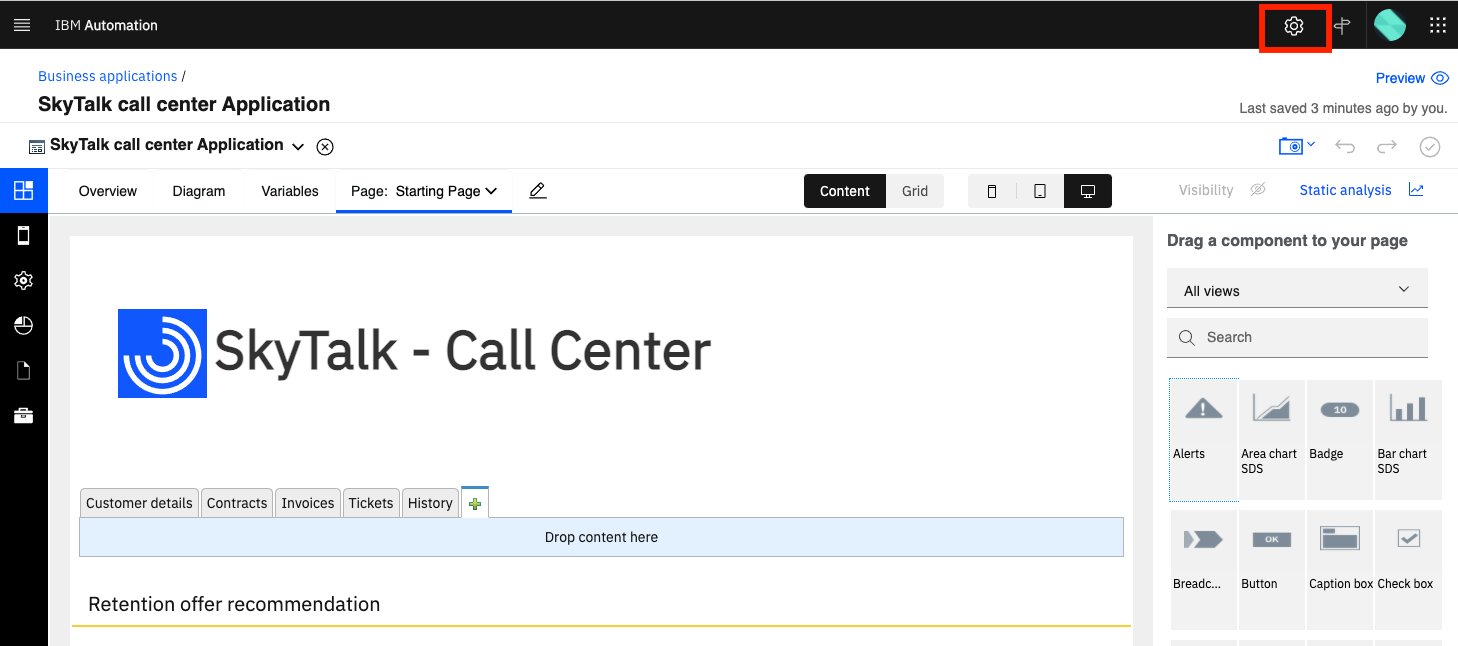 IBM Automation
Business applications /
Preview
SkyTalk call center Application
Last saved 3 minutes ago by you.
SkyTalk call center Application
Overview
Diagram
Variables
Page: Starting Page
Content
Grid
Visibility
Static analysis
Drag a component to your page
All views
Search
SkyTalk - Call Center
Alerts
Area chart SDS
10
Badge
Bar chart SDS
Customer details
Contracts
Invoices
Tickets
History
Drop content here
Breadc...
OK
Button
Caption box
Check box
Retention offer recommendation